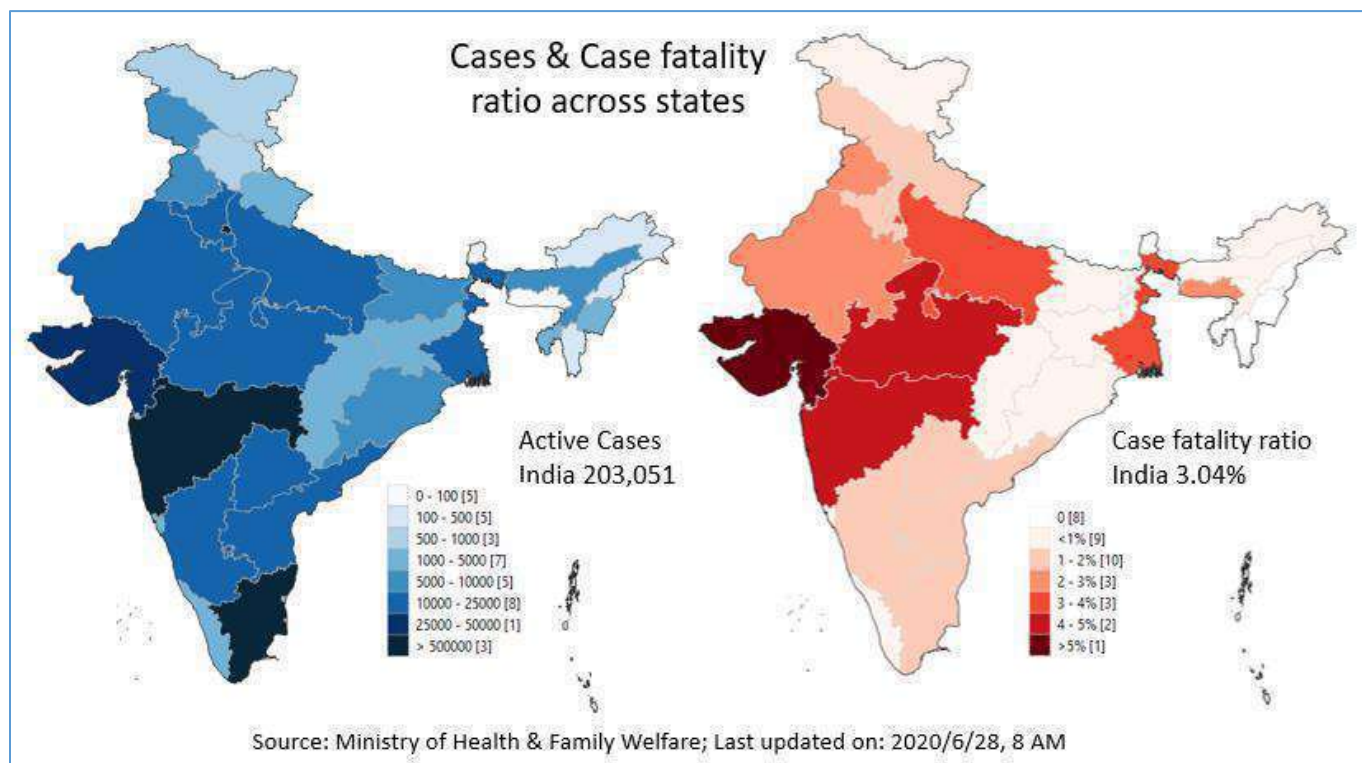 Cases & Case fatality
ratio across states
Active Cases
India 203,051
0 - 100 [5]
100 - 500 [5]
500 - 1000 [3]
1000 - 5000 [7]
5000 - 10000 [5]
10000 - 25000 [8]
25000 - 50000 [1]
> 500000 [3]
Case fatality ratio
India 3.04%
0 [8]
<1% [9]
1 - 2% [10]
2 - 3% [3]
3 - 4% [3]
4 - 5% [2]
>5% [1]
Source: Ministry of Health & Family Welfare; Last updated on: 2020/6/28, 8 AM